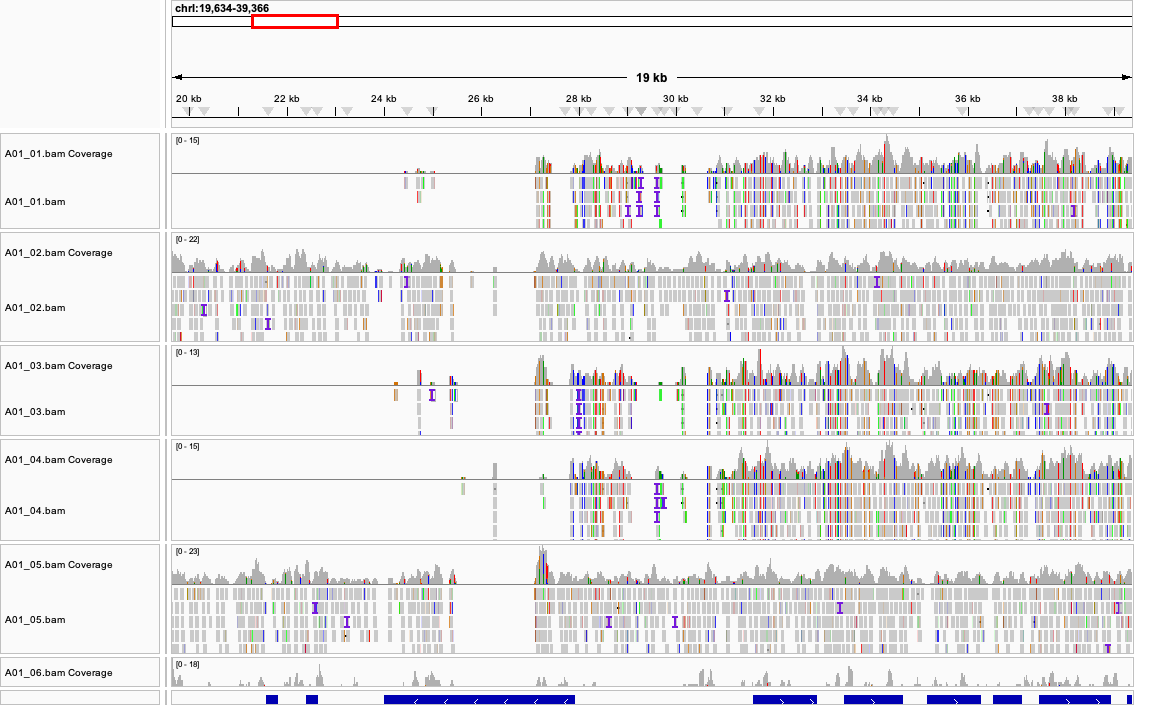 chrI:19,634-39,366
19 kb
20 kb 22 kb 24 kb 26 kb 28 kb 30 kb 32 kb 34 kb 36 kb 38 kb
[0 - 15]
A01_01.bam Coverage
A01_01.bam
[0 - 22]
A01_02.bam Coverage
A01_02.bam
[0 - 13]
A01_03.bam Coverage
A01_03.bam
[0 - 15]
A01_04.bam Coverage
A01_04.bam
[0 - 23]
A01_05.bam Coverage
A01_05.bam
[0 - 18]
A01_06.bam Coverage